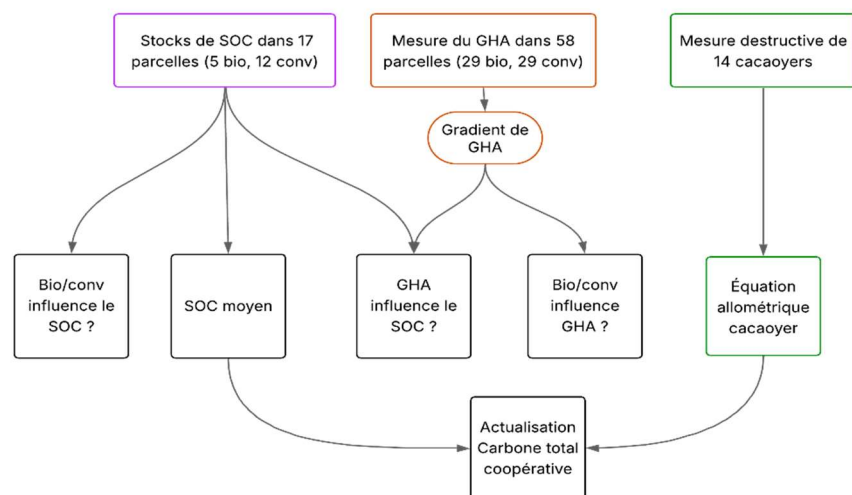 Stocks de SOC dans 17
parcelles (5 bio, 12 conv)
Mesure du GHA dans 58
parcelles (29 bio, 29 conv)
Mesure destructive de
14 cacaoyers
Gradient de
GHA
Bio/conv
influence le
SOC ?
SOC moyen
GHA
influence le
SOC ?
Bio/conv
influence
GHA ?
Équation
allométrique
cacaoyer
Actualisation
Carbone total
coopérative